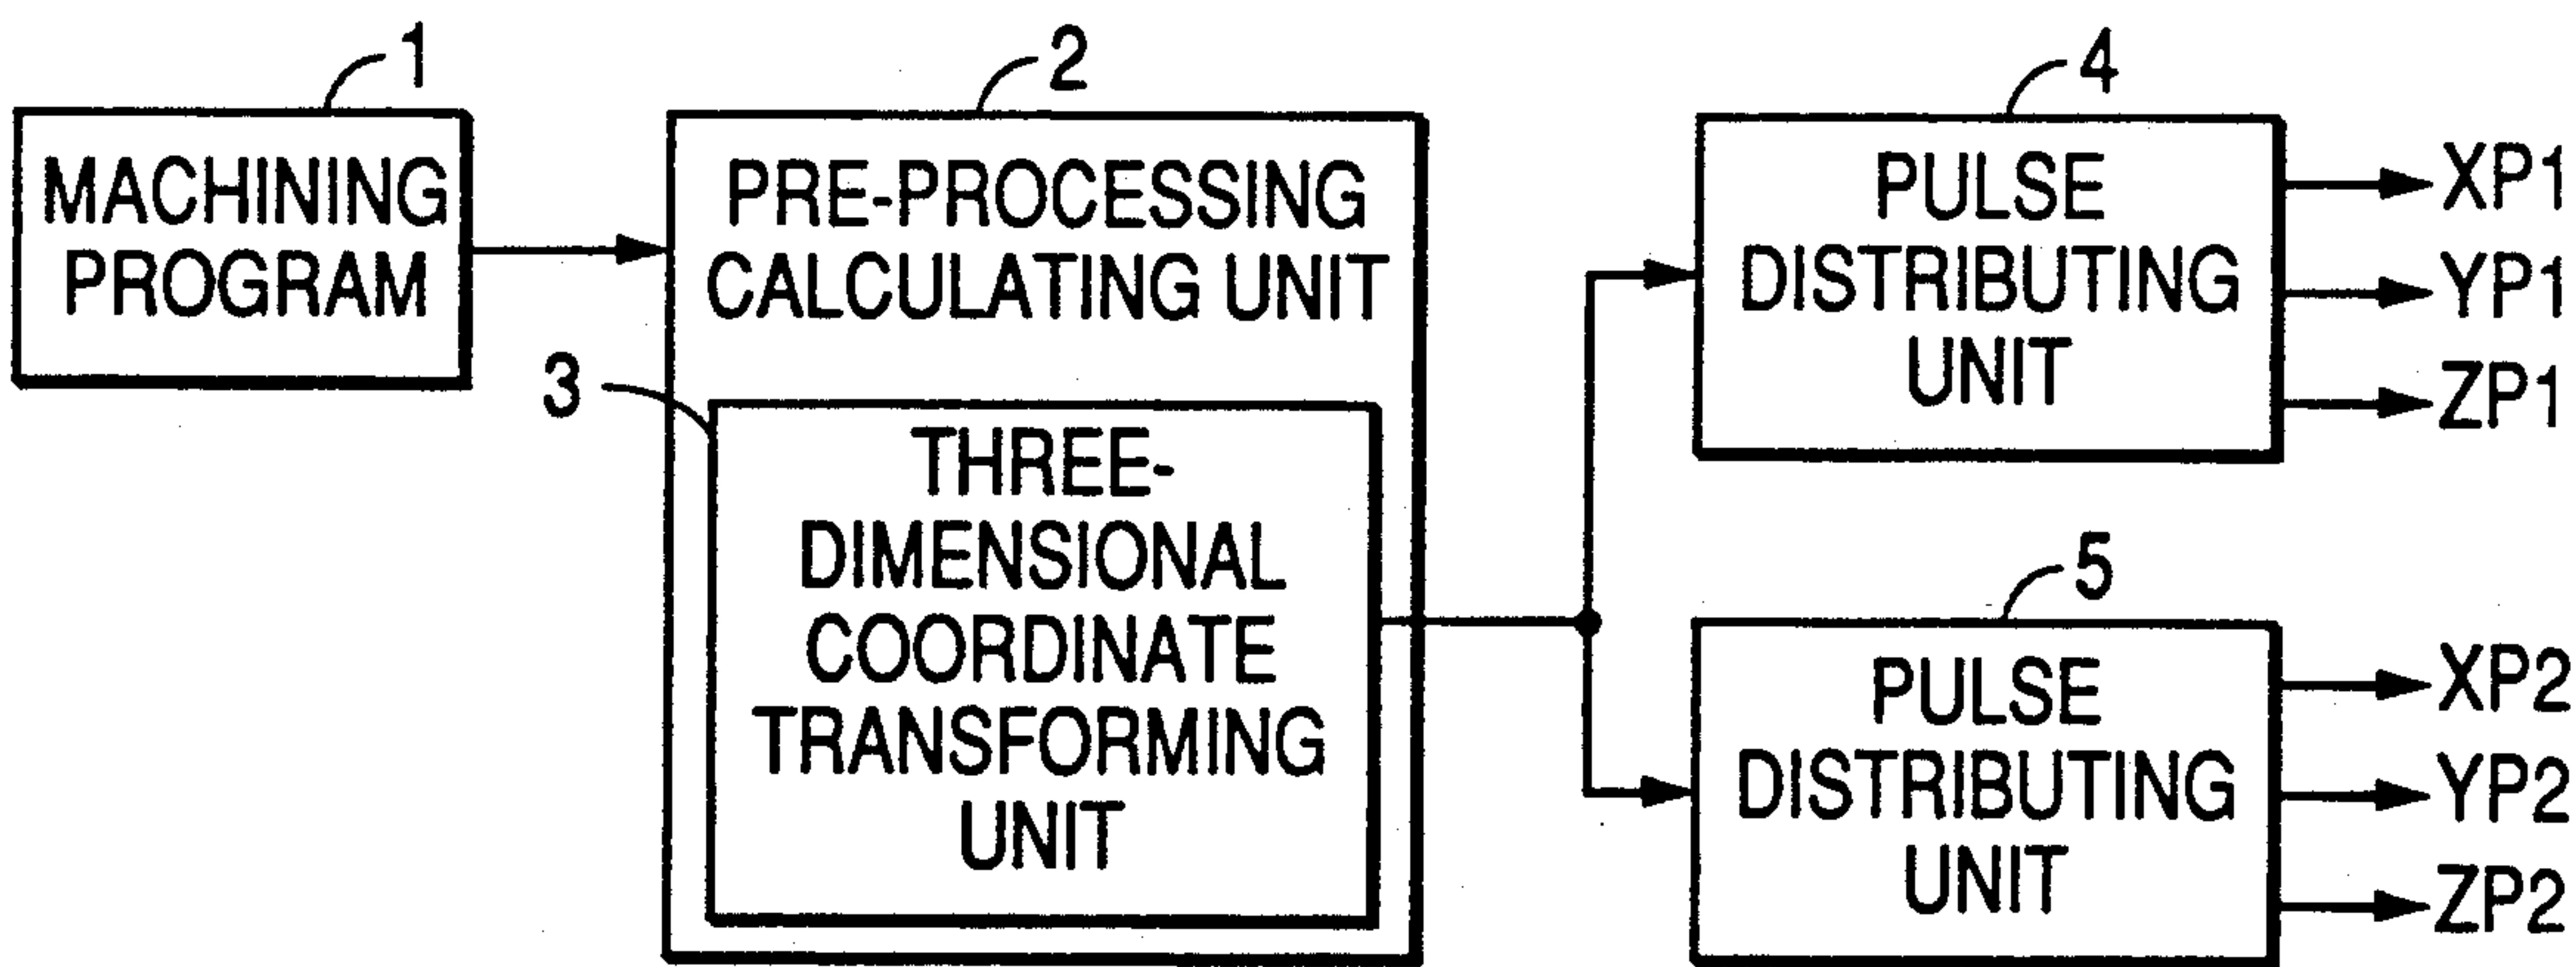 1
MACHINING
PROGRAM
2
PRE-PROCESSING
CALCULATING UNIT
3
THREE-
DIMENSIONAL
COORDINATE
TRANSFORMING
UNIT
4
PULSE
DISTRIBUTING
UNIT
XP1
YP1
ZP1
5
PULSE
DISTRIBUTING
UNIT
XP2
YP2
ZP2